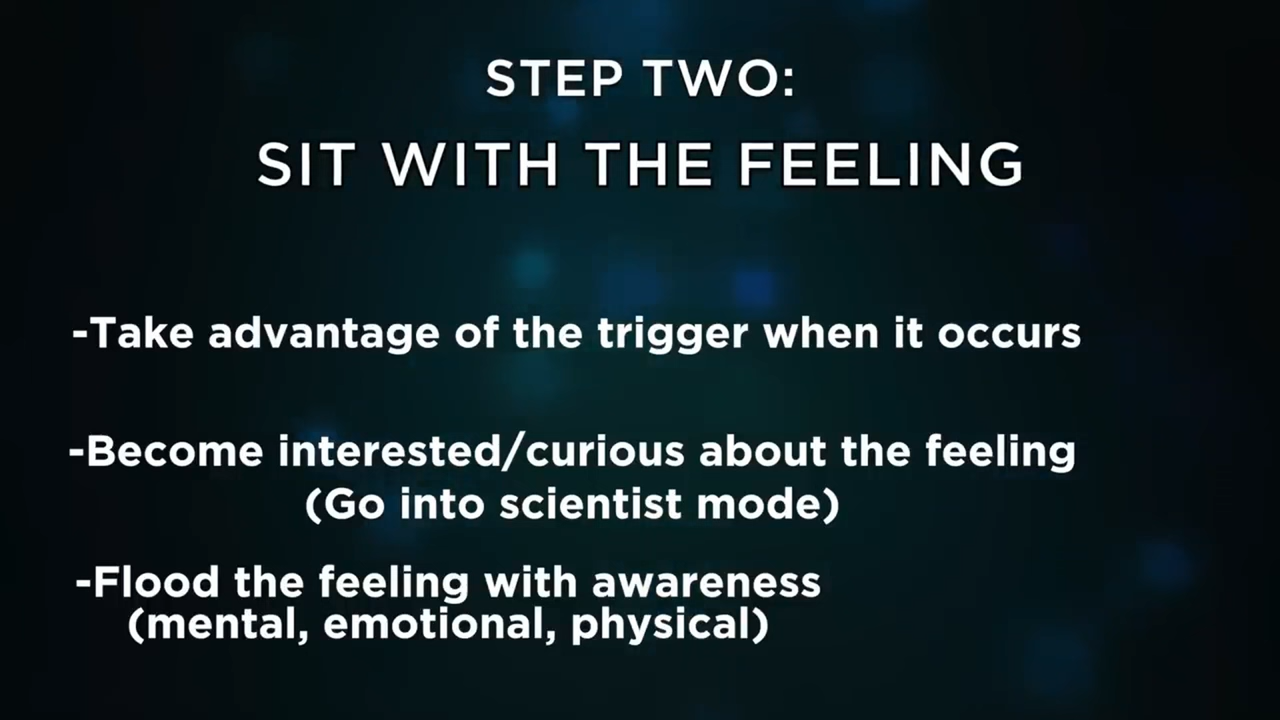 STEP TWO:
SIT WITH THE FEELING
-Take advantage of the trigger when it occurs
-Become interested/curious about the feeling
(Go into scientist mode)
-Flood the feeling with awareness
(mental, emotional, physical)